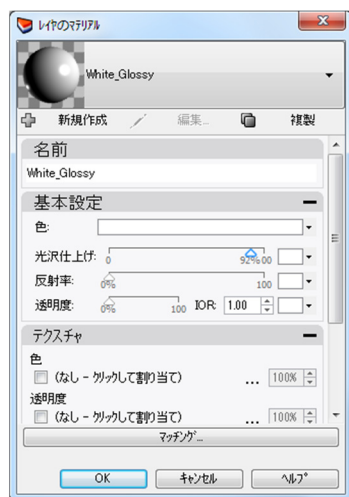 レイヤのマテリアル
White_Glossy
新規作成 編集... 複製
名前
White_Glossy
基本設定
色:
光沢仕上げ: 0 92% 100
反射率: 0% 100
透明度: 0% 100 IOR: 1.00
テクスチャ
色
(なし - クリックして割り当て) ... 100%
透明度
(なし - クリックして割り当て) ... 100%
マッチング...
OK キャンセル ヘルプ